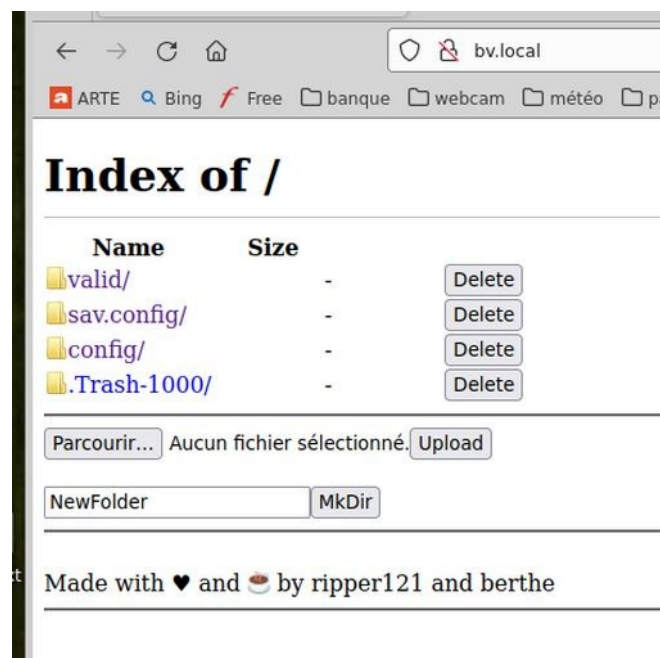 bv.local
ARTE Bing Free banque webcam météo
Index of /
Name Size
valid/ - Delete
sav.config/ - Delete
config/ - Delete
.Trash-1000/ - Delete
Parcourir... Aucun fichier sélectionné. Upload
NewFolder MkDir
Made with ♥ and ☕ by ripper121 and berthe